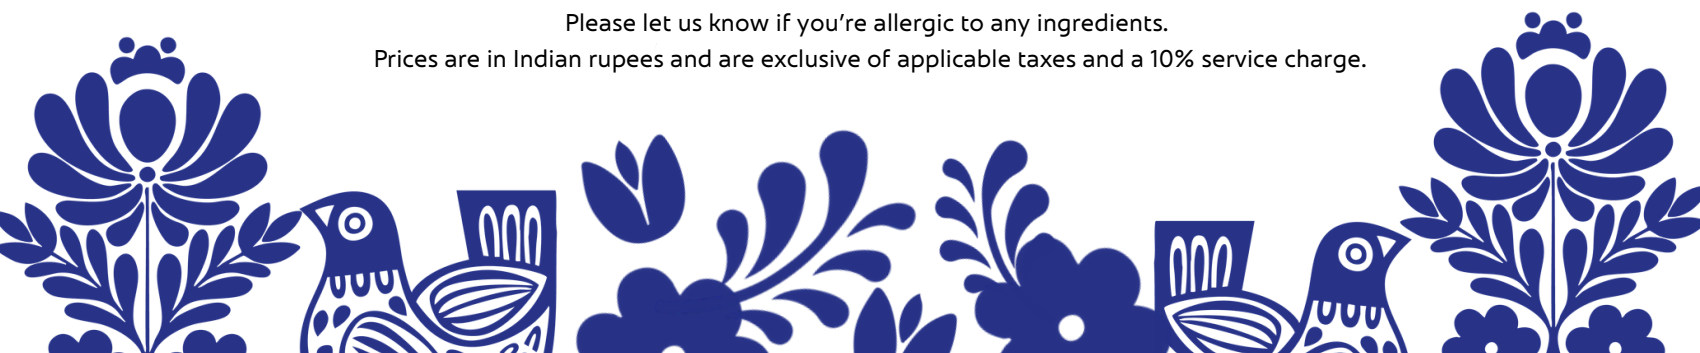 Please let us know if you’re allergic to any ingredients.
Prices are in Indian rupees and are exclusive of applicable taxes and a 10% service charge.